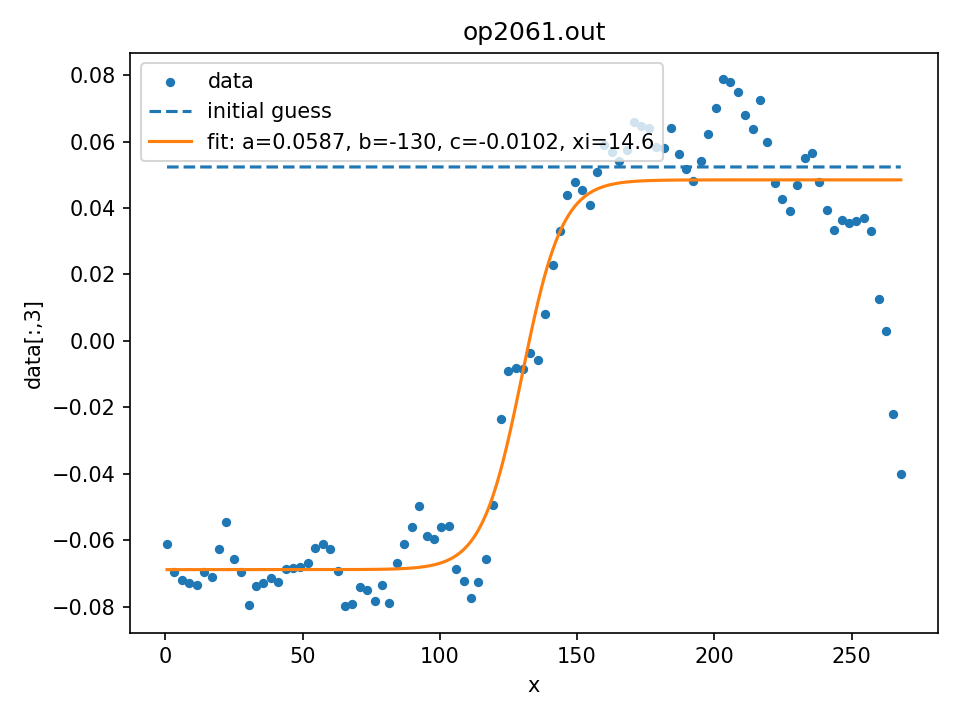 op2061.out
data
initial guess
fit: a=0.0587, b=-130, c=-0.0102, xi=14.6
0.08
0.06
0.04
0.02
0.00
−0.02
−0.04
−0.06
−0.08
data[:,3]
0 50 100 150 200 250
x